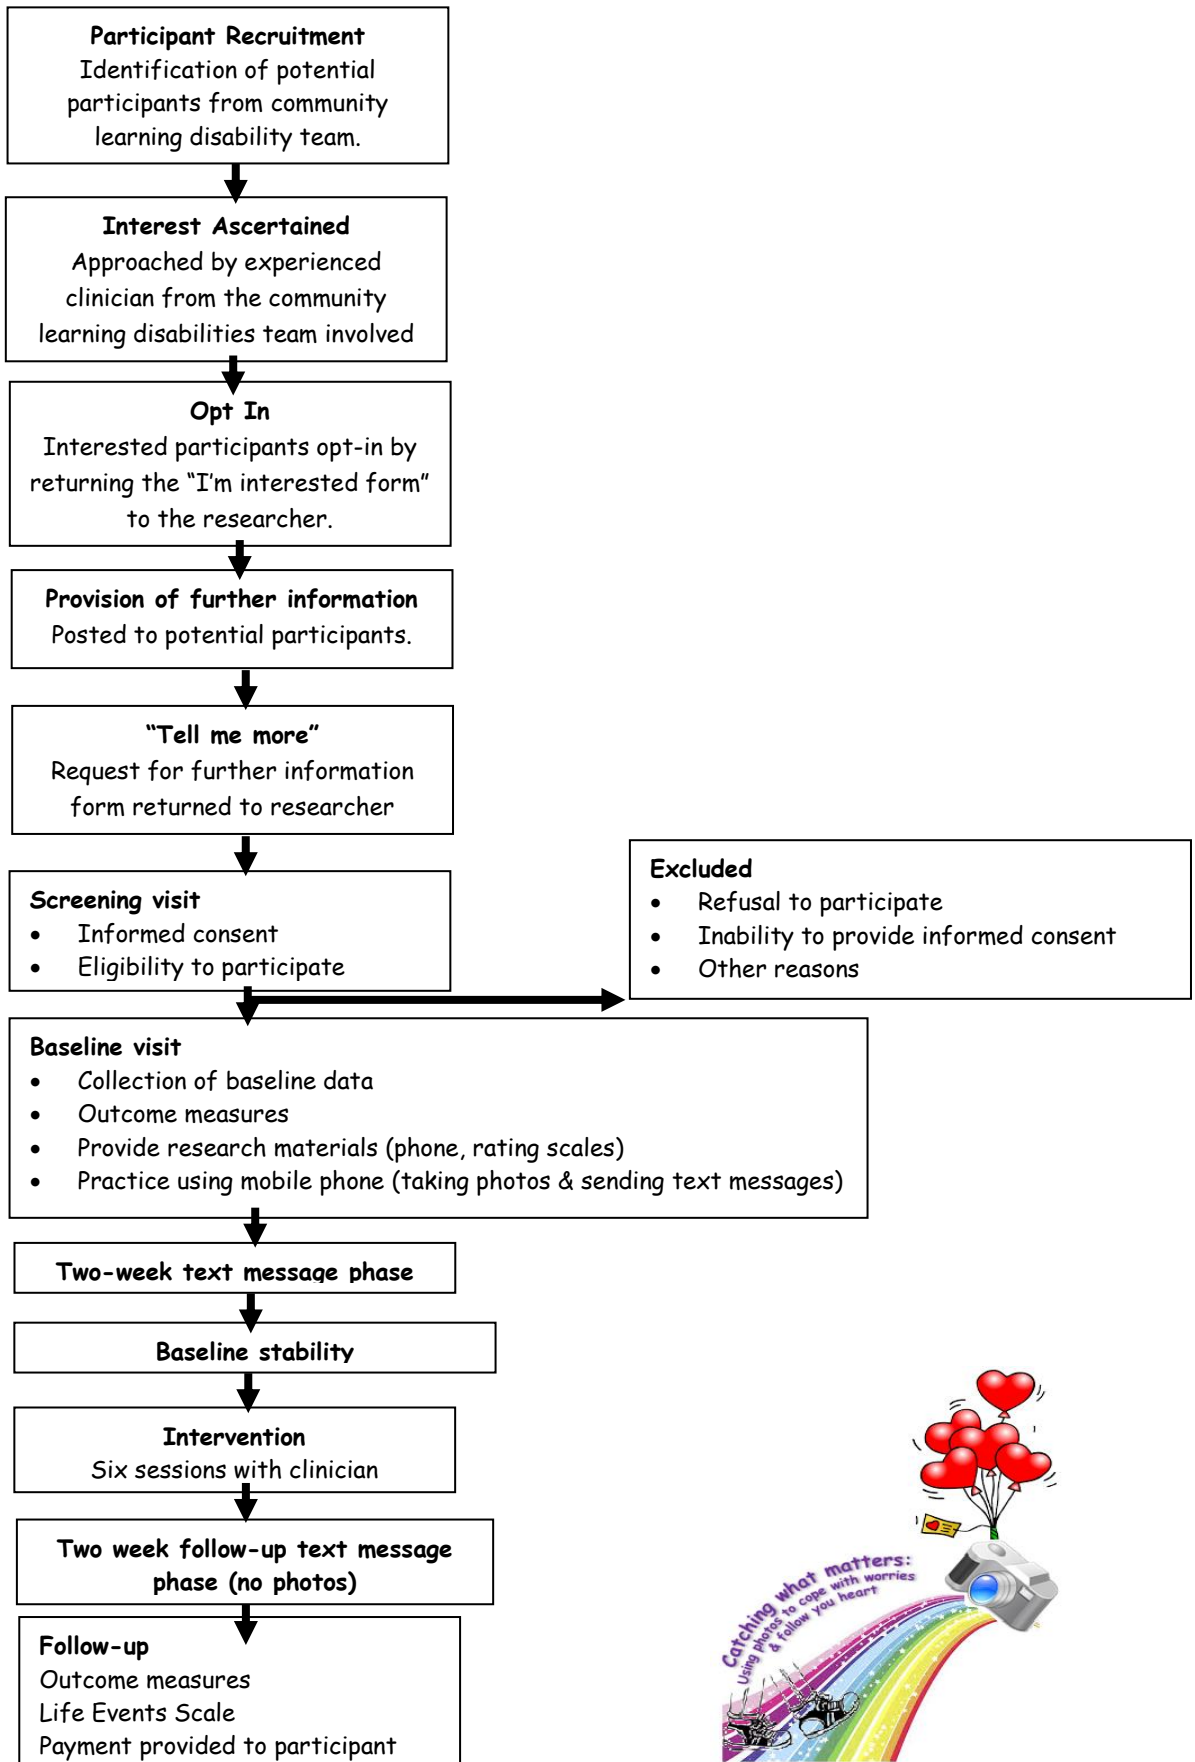 Participant Recruitment
Identification of potential
participants from community
learning disability team.
Interest Ascertained
Approached by experienced
clinician from the community
learning disabilities team involved
Opt In
Interested participants opt-in by
returning the “I’m interested form”
to the researcher.
Provision of further information
Posted to potential participants.
“Tell me more”
Request for further information
form returned to researcher
Screening visit
• Informed consent
• Eligibility to participate
Excluded
• Refusal to participate
• Inability to provide informed consent
• Other reasons
Baseline visit
• Collection of baseline data
• Outcome measures
• Provide research materials (phone, rating scales)
• Practice using mobile phone (taking photos & sending text messages)
Two-week text message phase
Baseline stability
Intervention
Six sessions with clinician
Two week follow-up text message
phase (no photos)
Follow-up
Outcome measures
Life Events Scale
Payment provided to participant
Catching what matters:
Using photos to cope with worries
& follow you heart